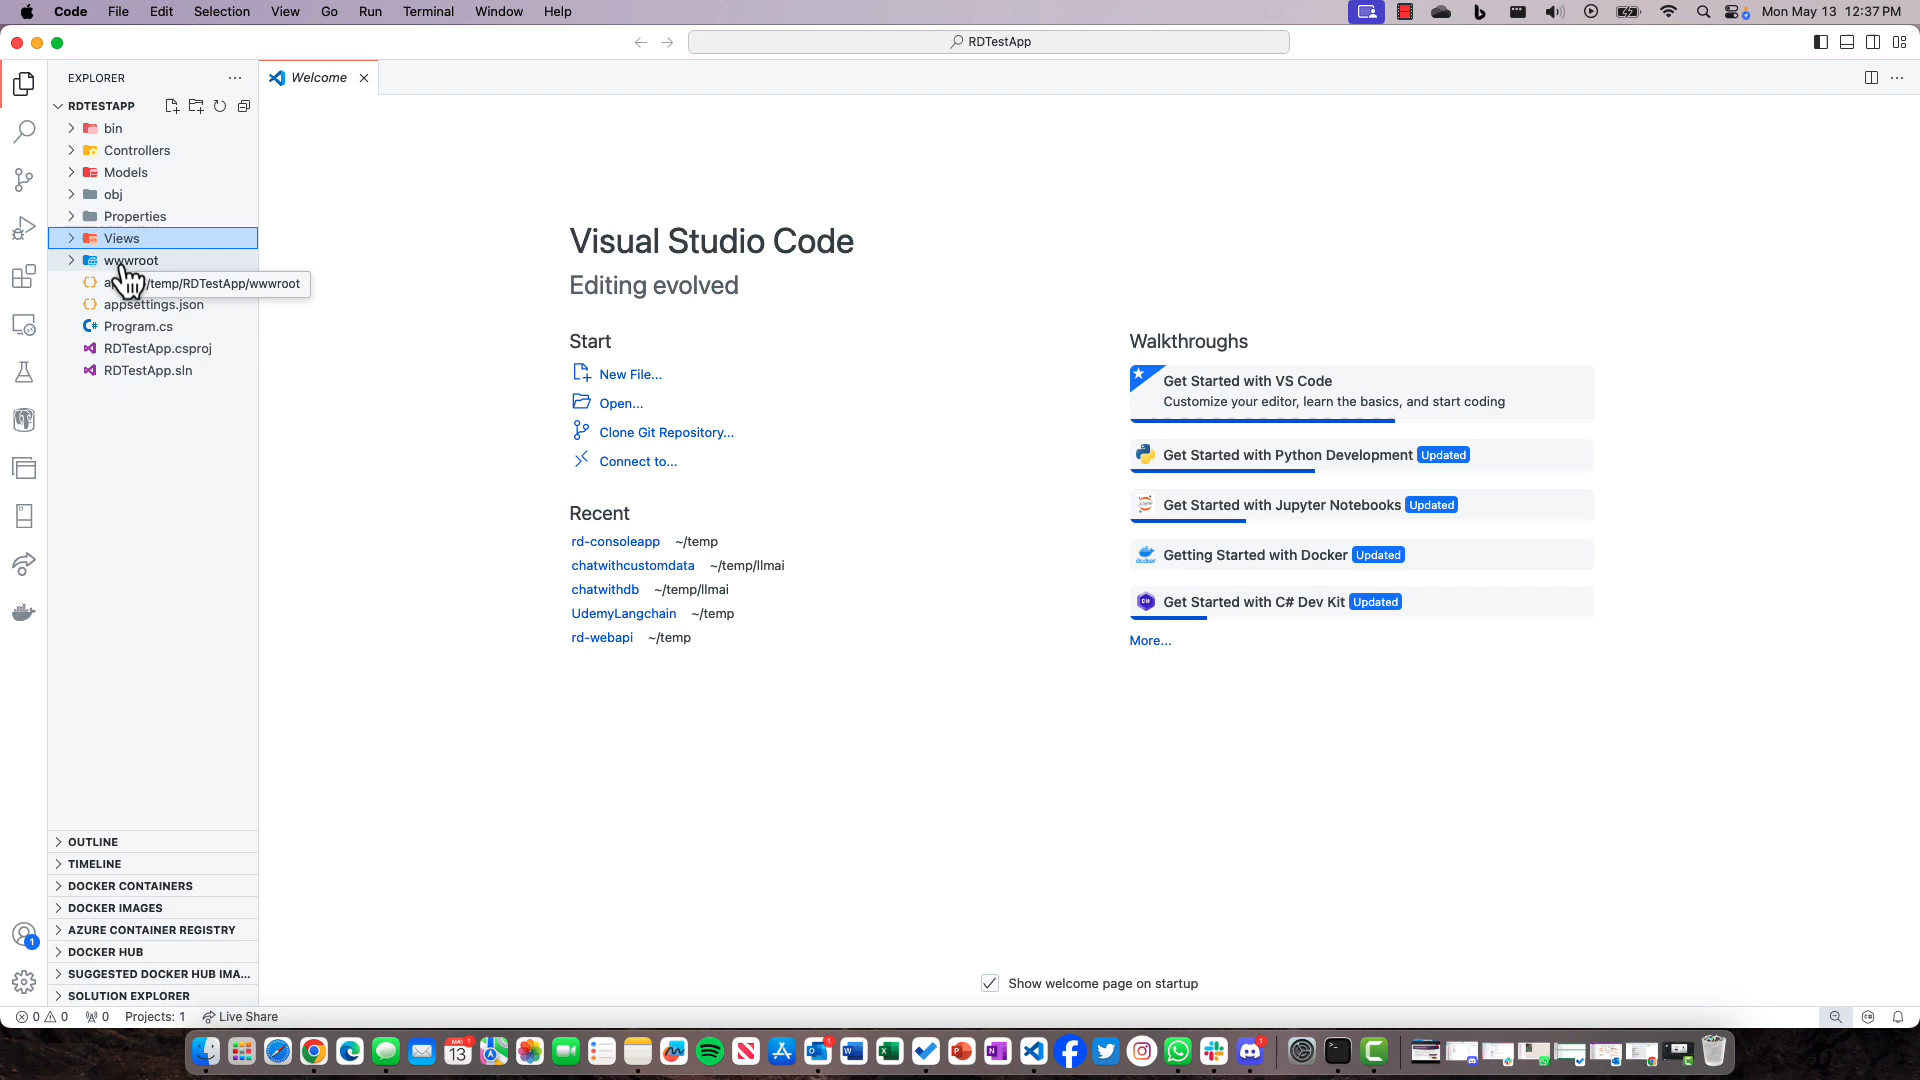 Code File Edit Selection View Go Run Terminal Window Help Mon May 13 12:37 PM
RDTestApp
EXPLORER
Welcome
RDTESTAPP
bin
Controllers
Models
obj
Properties
Views
wwwroot
/temp/RDTestApp/wwwroot
appsettings.json
Program.cs
RDTestApp.csproj
RDTestApp.sln
OUTLINE
TIMELINE
DOCKER CONTAINERS
DOCKER IMAGES
AZURE CONTAINER REGISTRY
DOCKER HUB
SUGGESTED DOCKER HUB IMA...
SOLUTION EXPLORER
Visual Studio Code
Editing evolved
Start
New File...
Open...
Clone Git Repository...
Connect to...
Recent
rd-consoleapp ~/temp
chatwithcustomdata ~/temp/llmai
chatwithdb ~/temp/llmai
UdemyLangchain ~/temp
rd-webapi ~/temp
Walkthroughs
Get Started with VS Code
Customize your editor, learn the basics, and start coding
Get Started with Python Development Updated
Get Started with Jupyter Notebooks Updated
Getting Started with Docker Updated
Get Started with C# Dev Kit Updated
More...
Show welcome page on startup
1
0 0 0 Projects: 1 Live Share
13